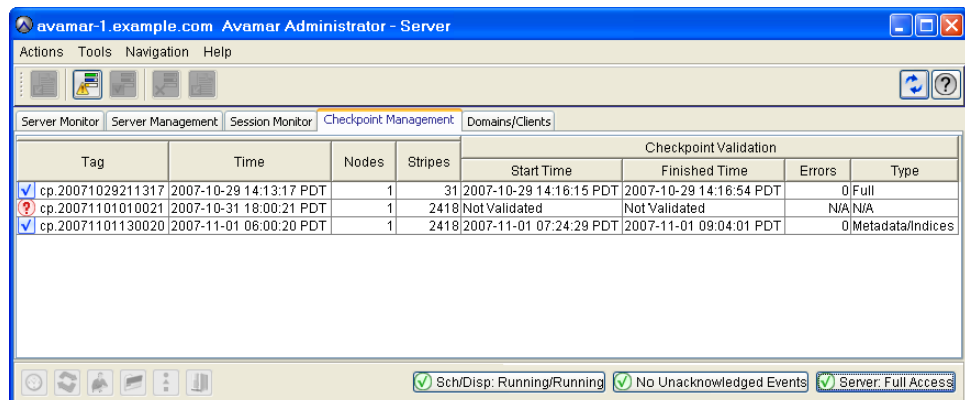 avamar-1.example.com Avamar Administrator - Server
Actions Tools Navigation Help
Server Monitor Server Management Session Monitor Checkpoint Management Domains/Clients
Tag Time Nodes Stripes Checkpoint Validation
Start Time Finished Time Errors Type
cp.20071029211317 2007-10-29 14:13:17 PDT 1 31 2007-10-29 14:16:15 PDT 2007-10-29 14:16:54 PDT 0 Full
cp.20071101010021 2007-10-31 18:00:21 PDT 1 2418 Not Validated Not Validated N/A N/A
cp.20071101130020 2007-11-01 06:00:20 PDT 1 2418 2007-11-01 07:24:29 PDT 2007-11-01 09:04:01 PDT 0 Metadata/Indices
Sch/Disp: Running/Running No Unacknowledged Events Server: Full Access